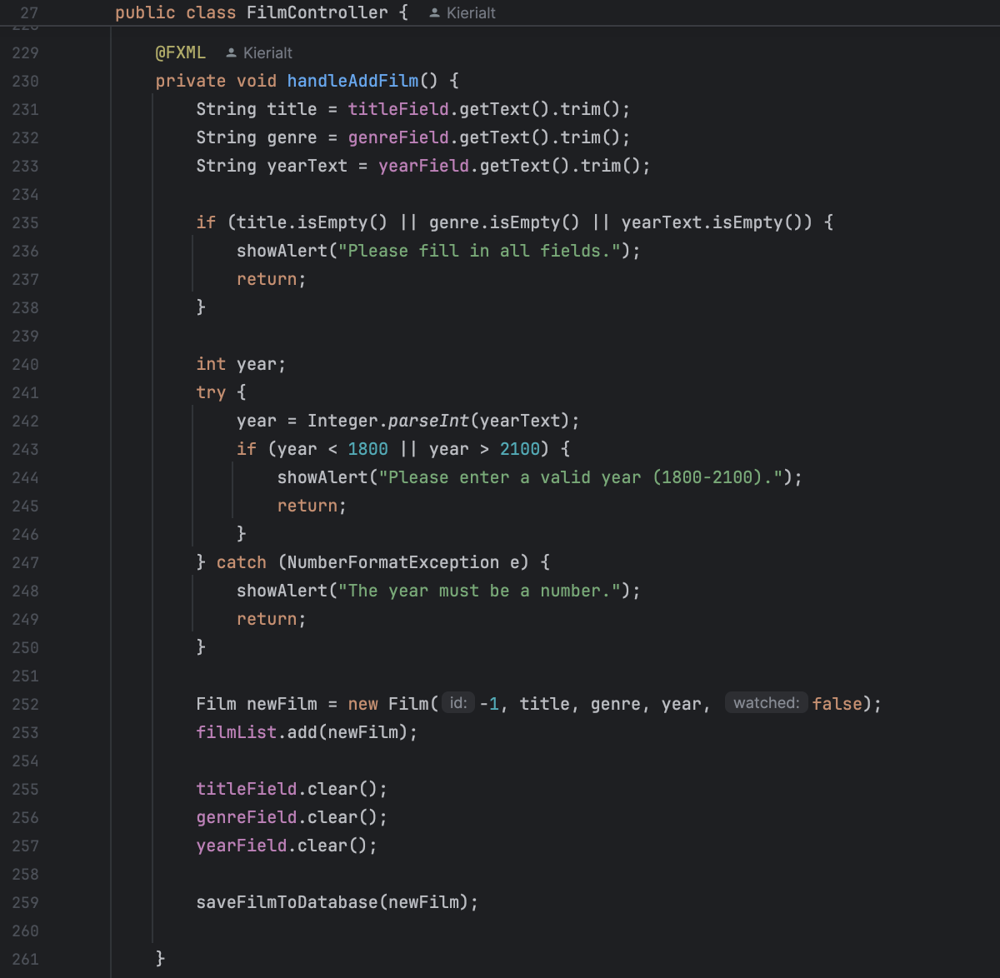 27 public class FilmController { Kierialt
229 @FXML Kierialt
230 private void handleAddFilm() {
231 String title = titleField.getText().trim();
232 String genre = genreField.getText().trim();
233 String yearText = yearField.getText().trim();
234
235 if (title.isEmpty() || genre.isEmpty() || yearText.isEmpty()) {
236 showAlert("Please fill in all fields.");
237 return;
238 }
239
240 int year;
241 try {
242 year = Integer.parseInt(yearText);
243 if (year < 1800 || year > 2100) {
244 showAlert("Please enter a valid year (1800-2100).");
245 return;
246 }
247 } catch (NumberFormatException e) {
248 showAlert("The year must be a number.");
249 return;
250 }
251
252 Film newFilm = new Film( id: -1, title, genre, year, watched: false);
253 filmList.add(newFilm);
254
255 titleField.clear();
256 genreField.clear();
257 yearField.clear();
258
259 saveFilmToDatabase(newFilm);
260
261 }